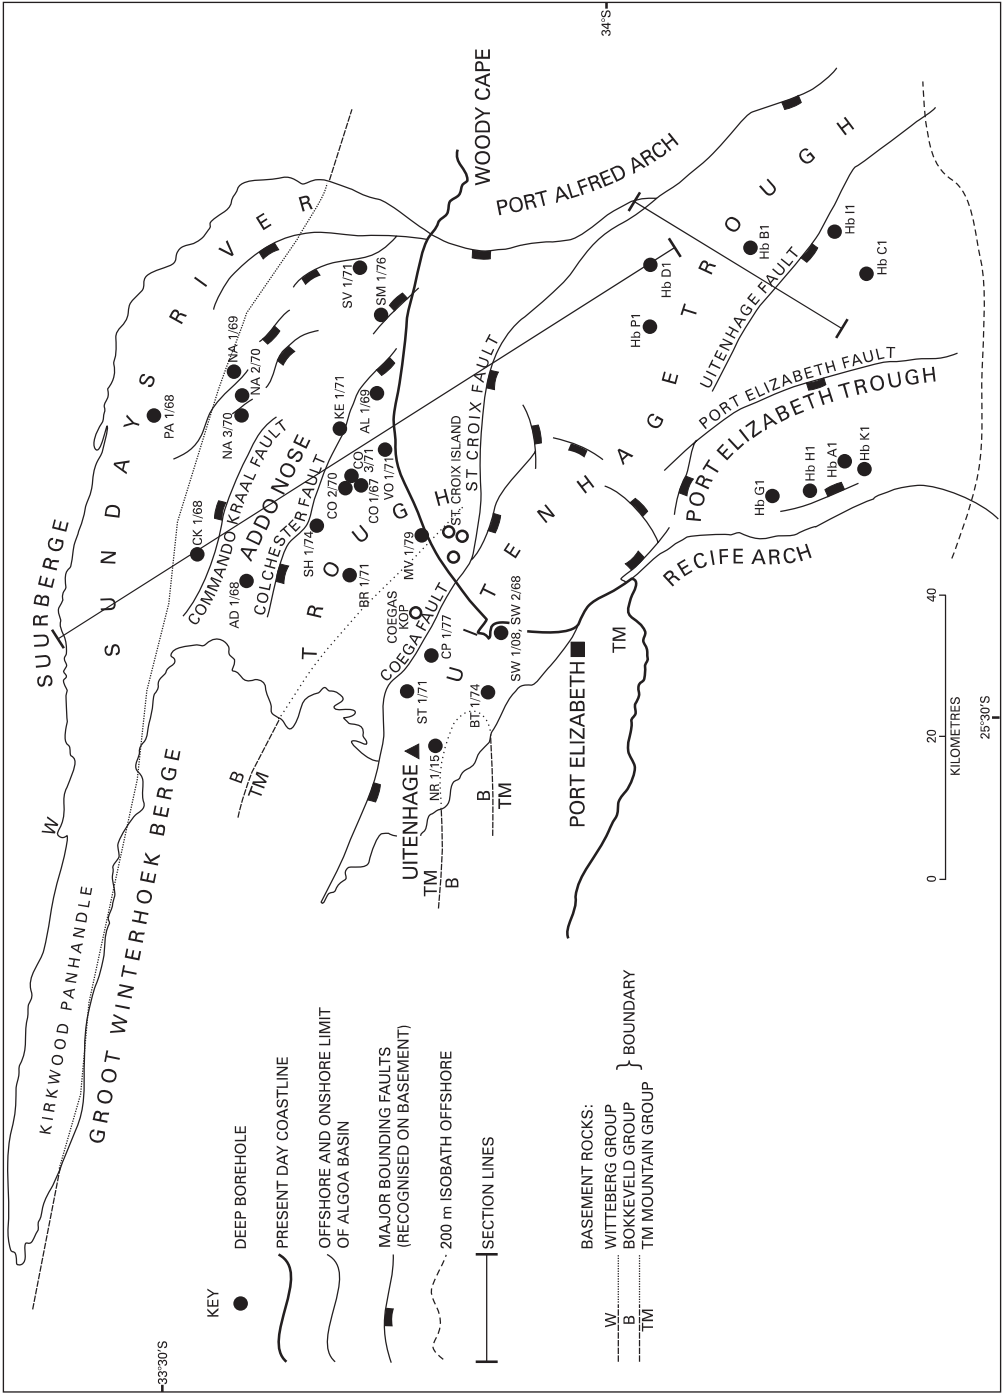 SUURBERGE
S U N D A Y S
R I V E R
T R O U G H
W
KIRKWOOD PANHANDLE
GROOT WINTERHOEK BERGE
B
TM
PA 1/68
NA 1/69
NA 2/70
NA 3/70
CK 1/68
AD 1/68
COMMANDO KRAAL FAULT
ADDO NOSE
COLCHESTER FAULT
SV 1/71
SM 1/76
KE 1/71
AL 1/69
CO 2/70
CO 3/71
CO 1/67
VO 1/71
SH 1/74
BR 1/71
MV 1/79
COEGAS
KOP
COEGA FAULT
CP 1/77
ST 1/71
BT 1/74
NR 1/15
SW 1/08, SW 2/68
ST. CROIX ISLAND
ST CROIX FAULT
WOODY CAPE
PORT ALFRED ARCH
U I T E N H A G E
T R O U G H
UITENHAGE FAULT
PORT ELIZABETH FAULT
PORT ELIZABETH TROUGH
RECIFE ARCH
Hb P1
Hb D1
Hb B1
Hb I1
Hb C1
Hb G1
Hb H1
Hb A1
Hb K1
UITENHAGE
TM
B
B
TM
PORT ELIZABETH
TM
33°30'S
34°S
25°30'S
0 20 40
KILOMETRES
KEY
DEEP BOREHOLE
PRESENT DAY COASTLINE
OFFSHORE AND ONSHORE LIMIT
OF ALGOA BASIN
MAJOR BOUNDING FAULTS
(RECOGNISED ON BASEMENT)
200 m ISOBATH OFFSHORE
SECTION LINES
BASEMENT ROCKS:
W WITTEBERG GROUP
B BOKKEVELD GROUP } BOUNDARY
TM TM MOUNTAIN GROUP